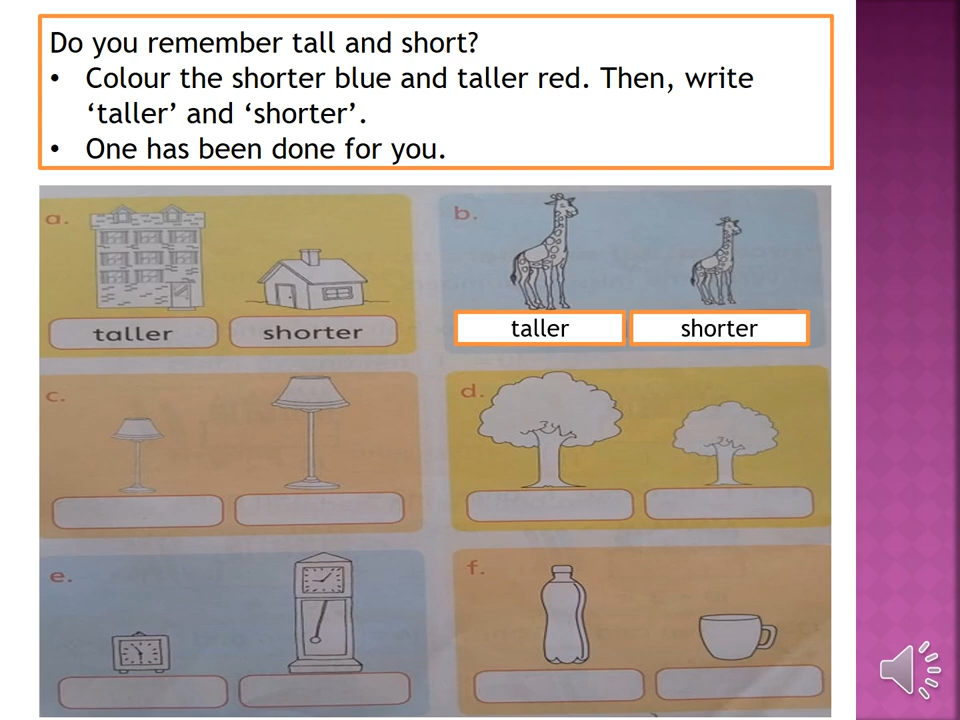 Do you remember tall and short?
• Colour the shorter blue and taller red. Then, write
‘taller’ and ‘shorter’.
• One has been done for you.
a.
b.
taller
shorter
taller
shorter
c.
d.
e.
f.